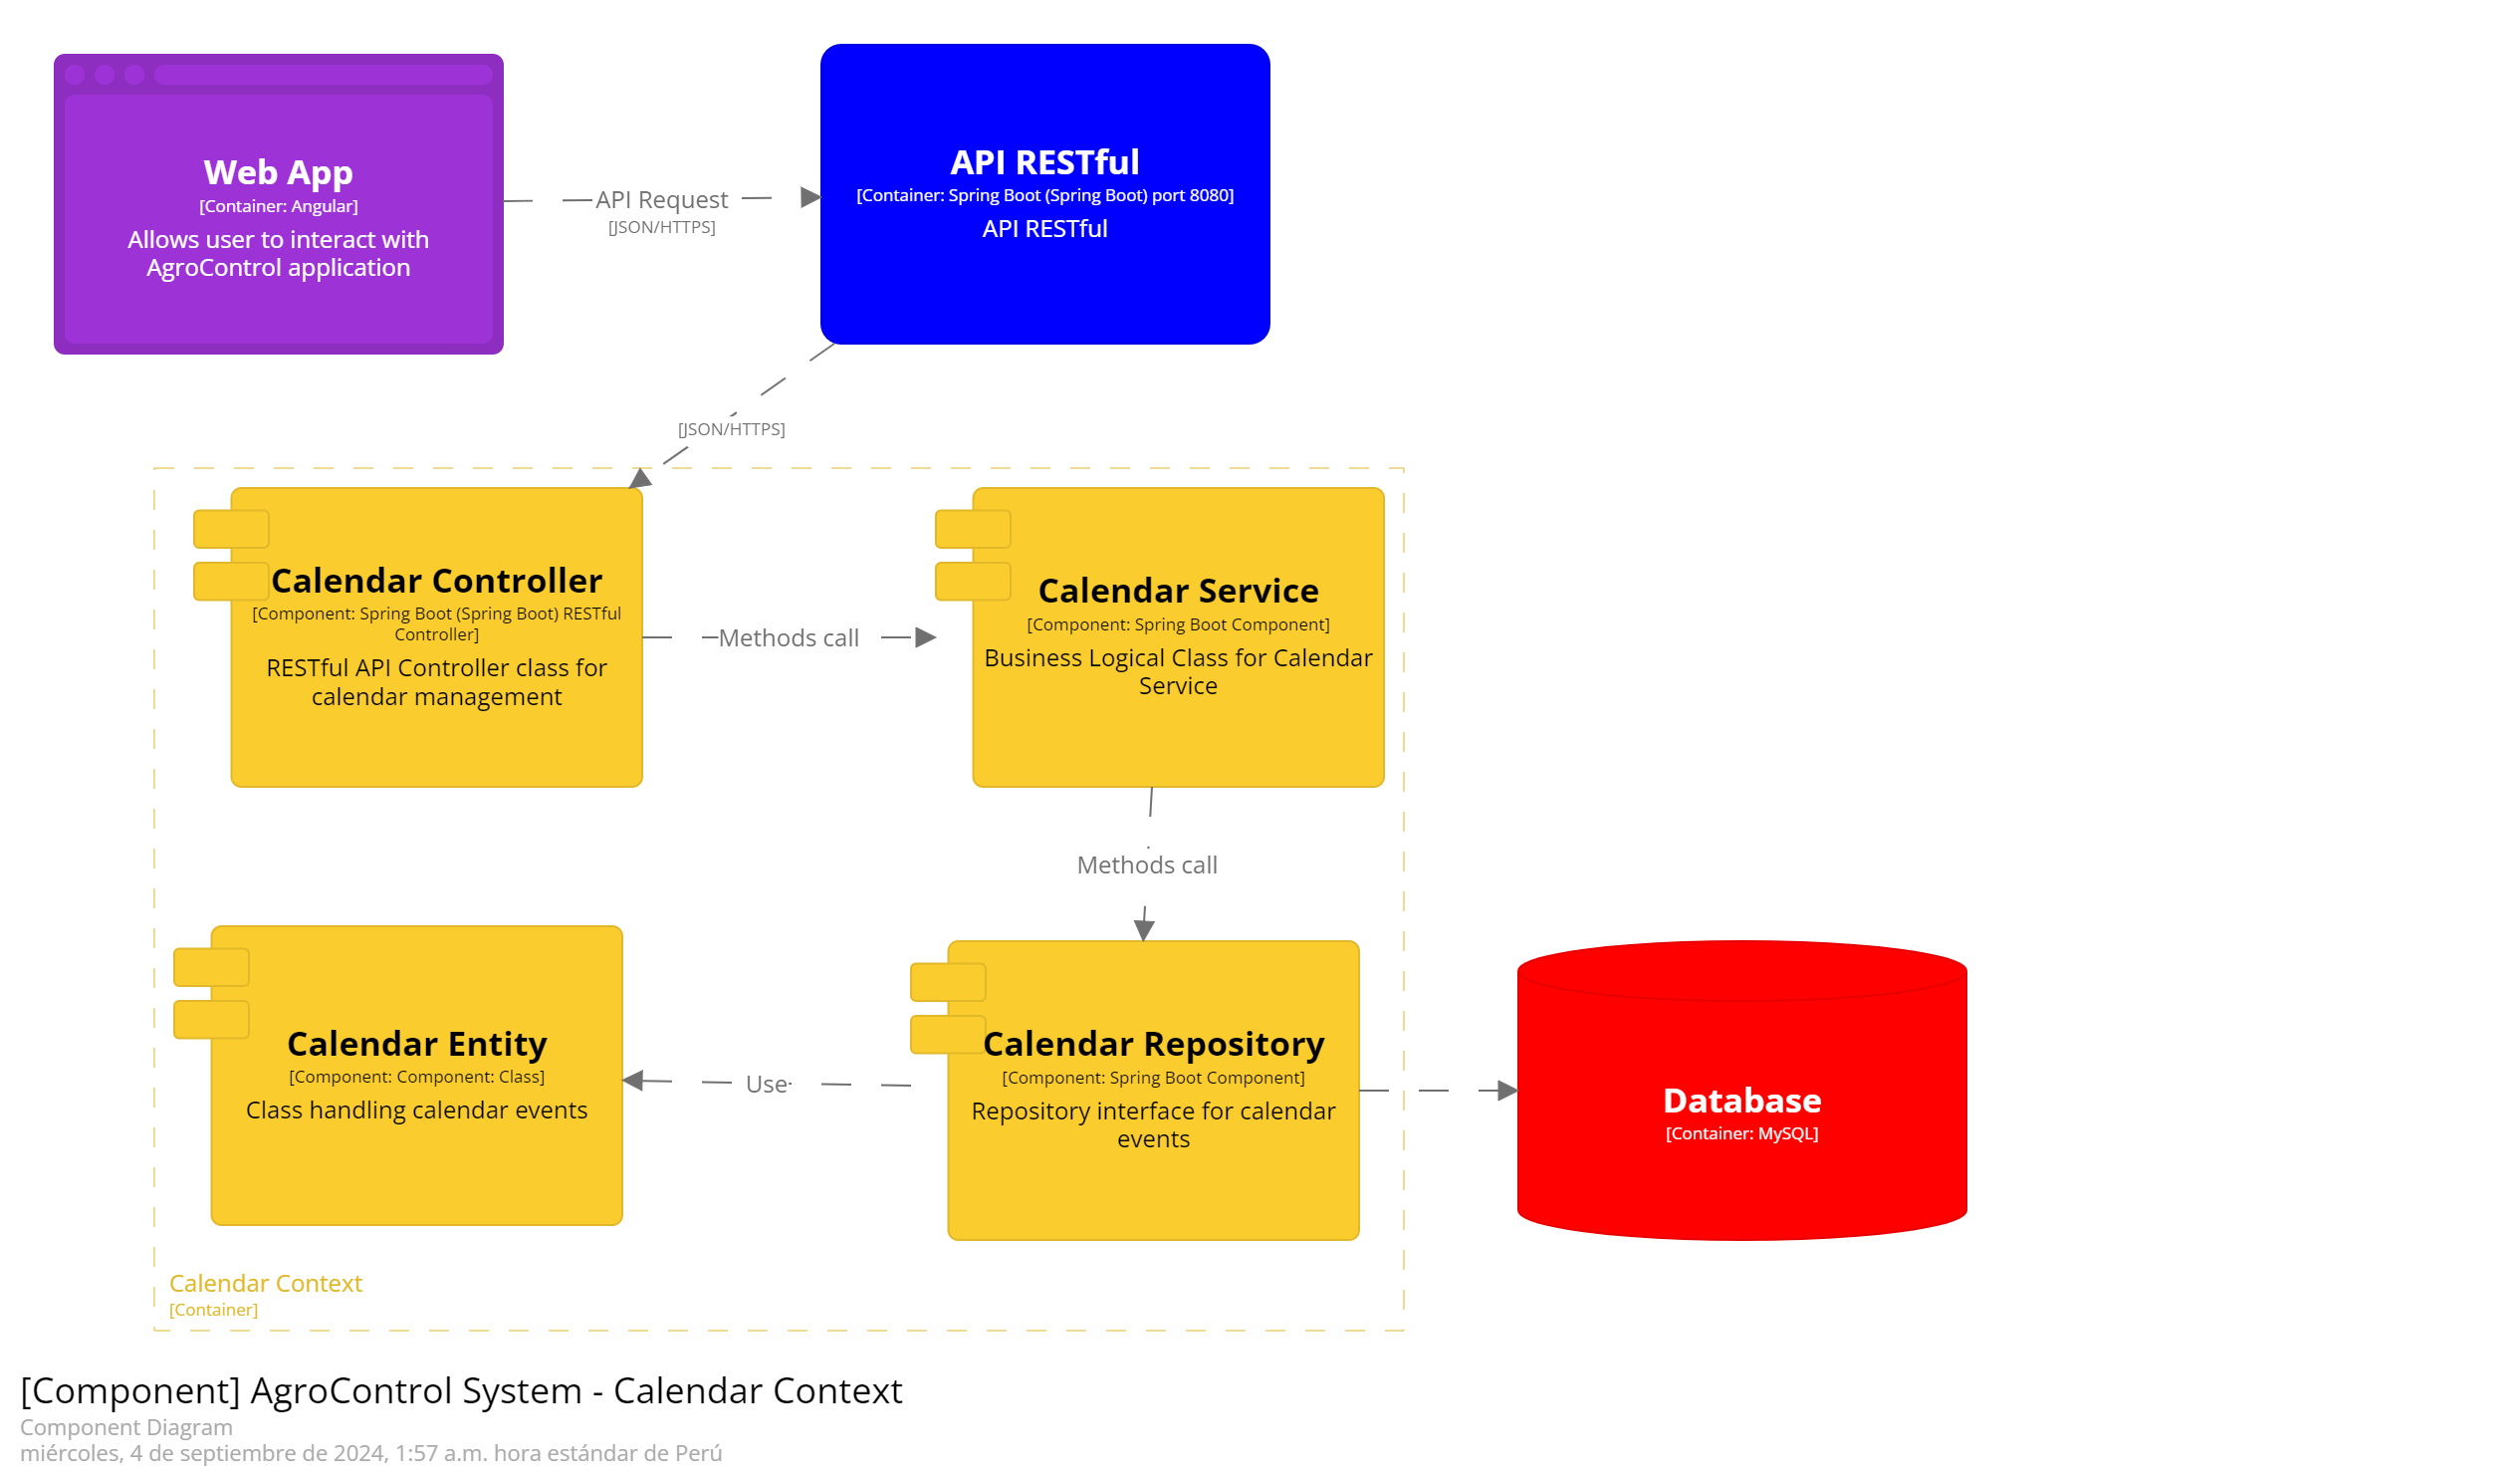 Web App
[Container: Angular]
Allows user to interact with
AgroControl application
API Request
[JSON/HTTPS]
API RESTful
[Container: Spring Boot (Spring Boot) port 8080]
API RESTful
[JSON/HTTPS]
Calendar Controller
[Component: Spring Boot (Spring Boot) RESTful
Controller]
RESTful API Controller class for
calendar management
Methods call
Calendar Service
[Component: Spring Boot Component]
Business Logical Class for Calendar
Service
Methods call
Calendar Entity
[Component: Component: Class]
Class handling calendar events
Use
Calendar Repository
[Component: Spring Boot Component]
Repository interface for calendar
events
Database
[Container: MySQL]
Calendar Context
[Container]
[Component] AgroControl System - Calendar Context
Component Diagram
miércoles, 4 de septiembre de 2024, 1:57 a.m. hora estándar de Perú